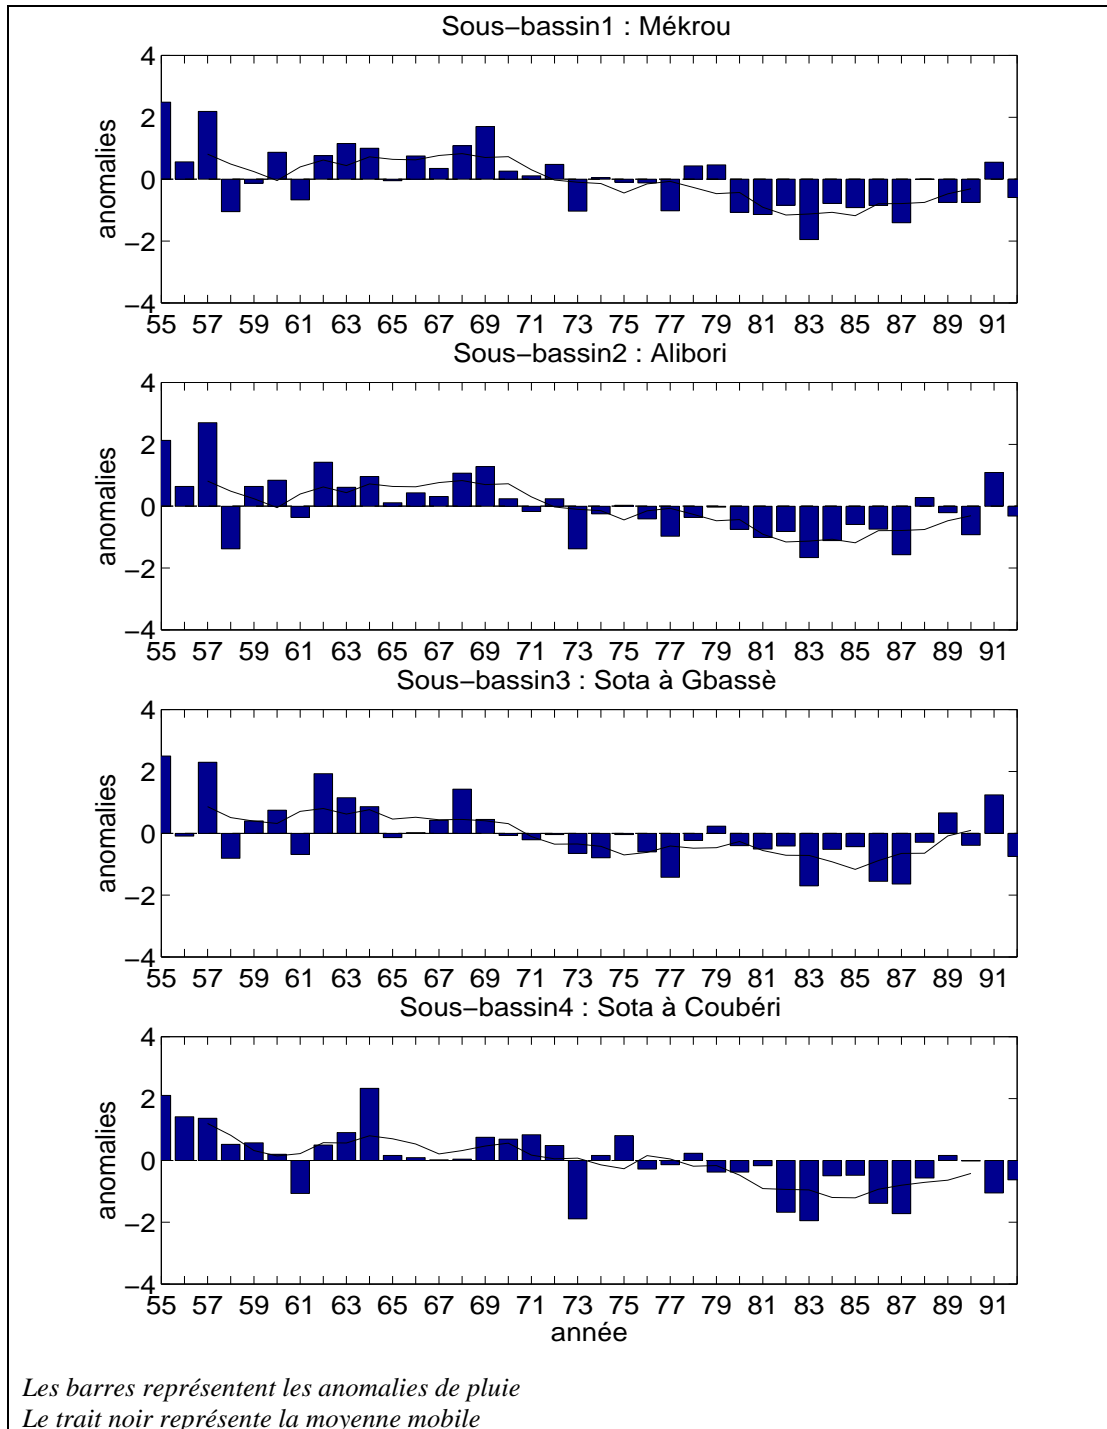 Sous−bassin1 : Mékrou
4
2
0
−2
−4
anomalies
55 57 59 61 63 65 67 69 71 73 75 77 79 81 83 85 87 89 91
Sous−bassin2 : Alibori
4
2
0
−2
−4
anomalies
55 57 59 61 63 65 67 69 71 73 75 77 79 81 83 85 87 89 91
Sous−bassin3 : Sota à Gbassè
4
2
0
−2
−4
anomalies
55 57 59 61 63 65 67 69 71 73 75 77 79 81 83 85 87 89 91
Sous−bassin4 : Sota à Coubéri
4
2
0
−2
−4
anomalies
55 57 59 61 63 65 67 69 71 73 75 77 79 81 83 85 87 89 91
année
Les barres représentent les anomalies de pluie
Le trait noir représente la moyenne mobile